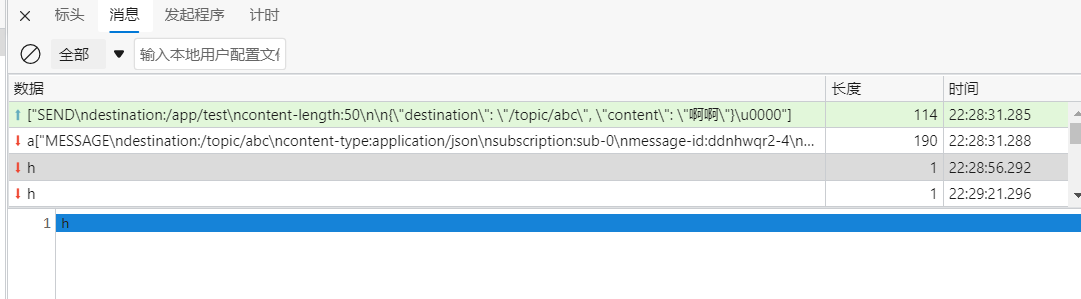 标头 消息 发起程序 计时
全部 输入本地用户配置文件
数据 长度 时间
["SEND\ndestination:/app/test\ncontent-length:50\n\n{\"destination\": \"/topic/abc\", \"content\": \"啊啊\"}\u0000"] 114 22:28:31.285
a["MESSAGE\ndestination:/topic/abc\ncontent-type:application/json\nsubscription:sub-0\nmessage-id:ddnhwqr2-4\n... 190 22:28:31.288
h 1 22:28:56.292
h 1 22:29:21.296
1 h